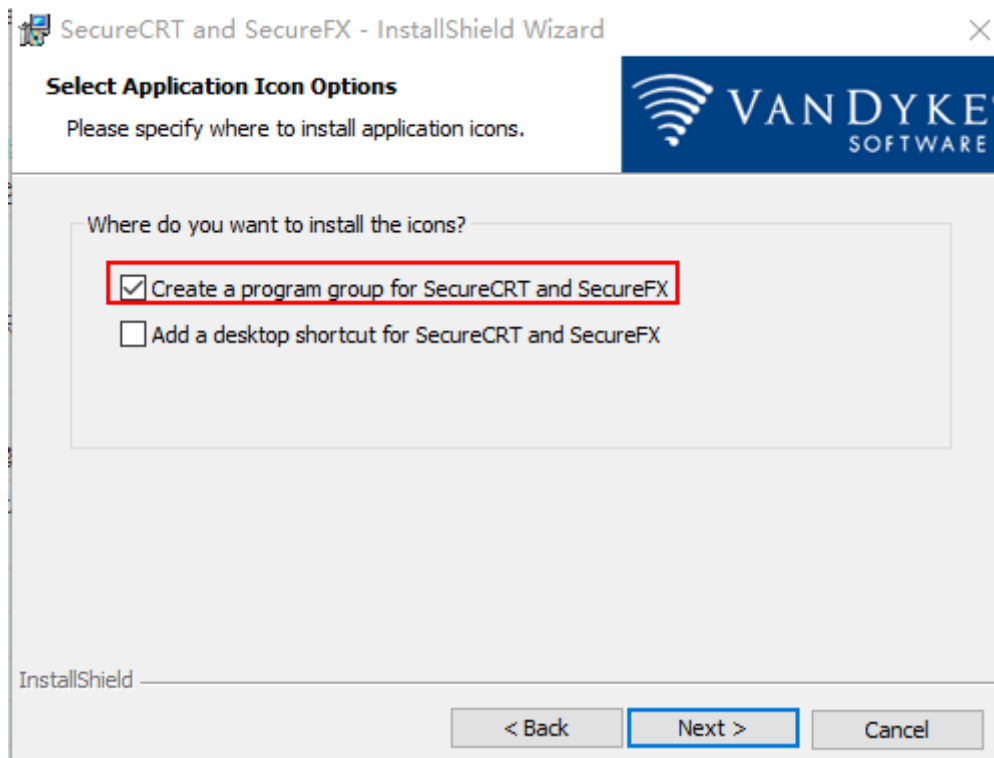 SecureCRT and SecureFX - InstallShield Wizard
Select Application Icon Options
Please specify where to install application icons.
VANDYKE
SOFTWARE
Where do you want to install the icons?
Create a program group for SecureCRT and SecureFX
Add a desktop shortcut for SecureCRT and SecureFX
InstallShield
< Back
Next >
Cancel